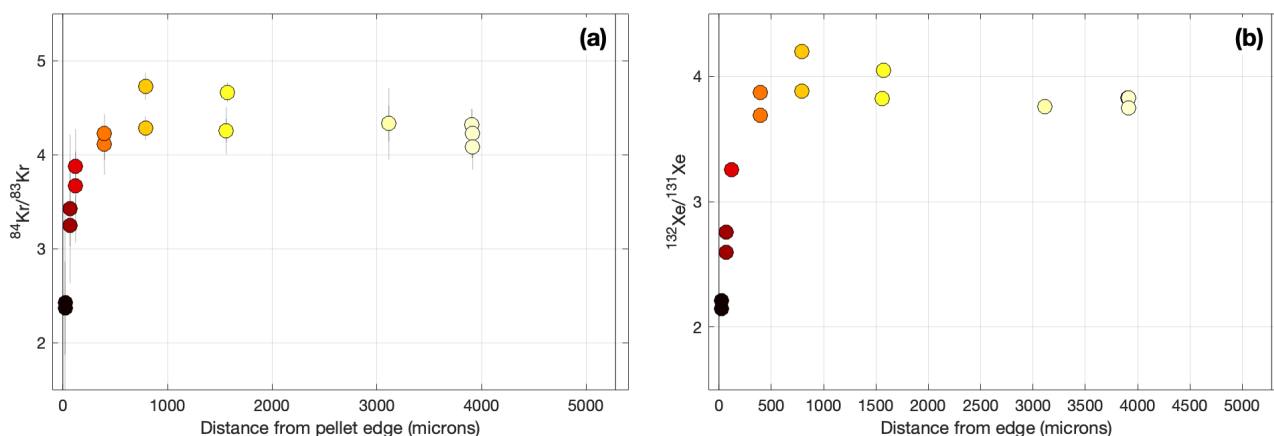 (a)
5
4
3
2
⁸⁴Kr/⁸³Kr
0 1000 2000 3000 4000 5000
Distance from pellet edge (microns)
(b)
4
3
2
¹³²Xe/¹³¹Xe
0 500 1000 1500 2000 2500 3000 3500 4000 4500 5000
Distance from edge (microns)